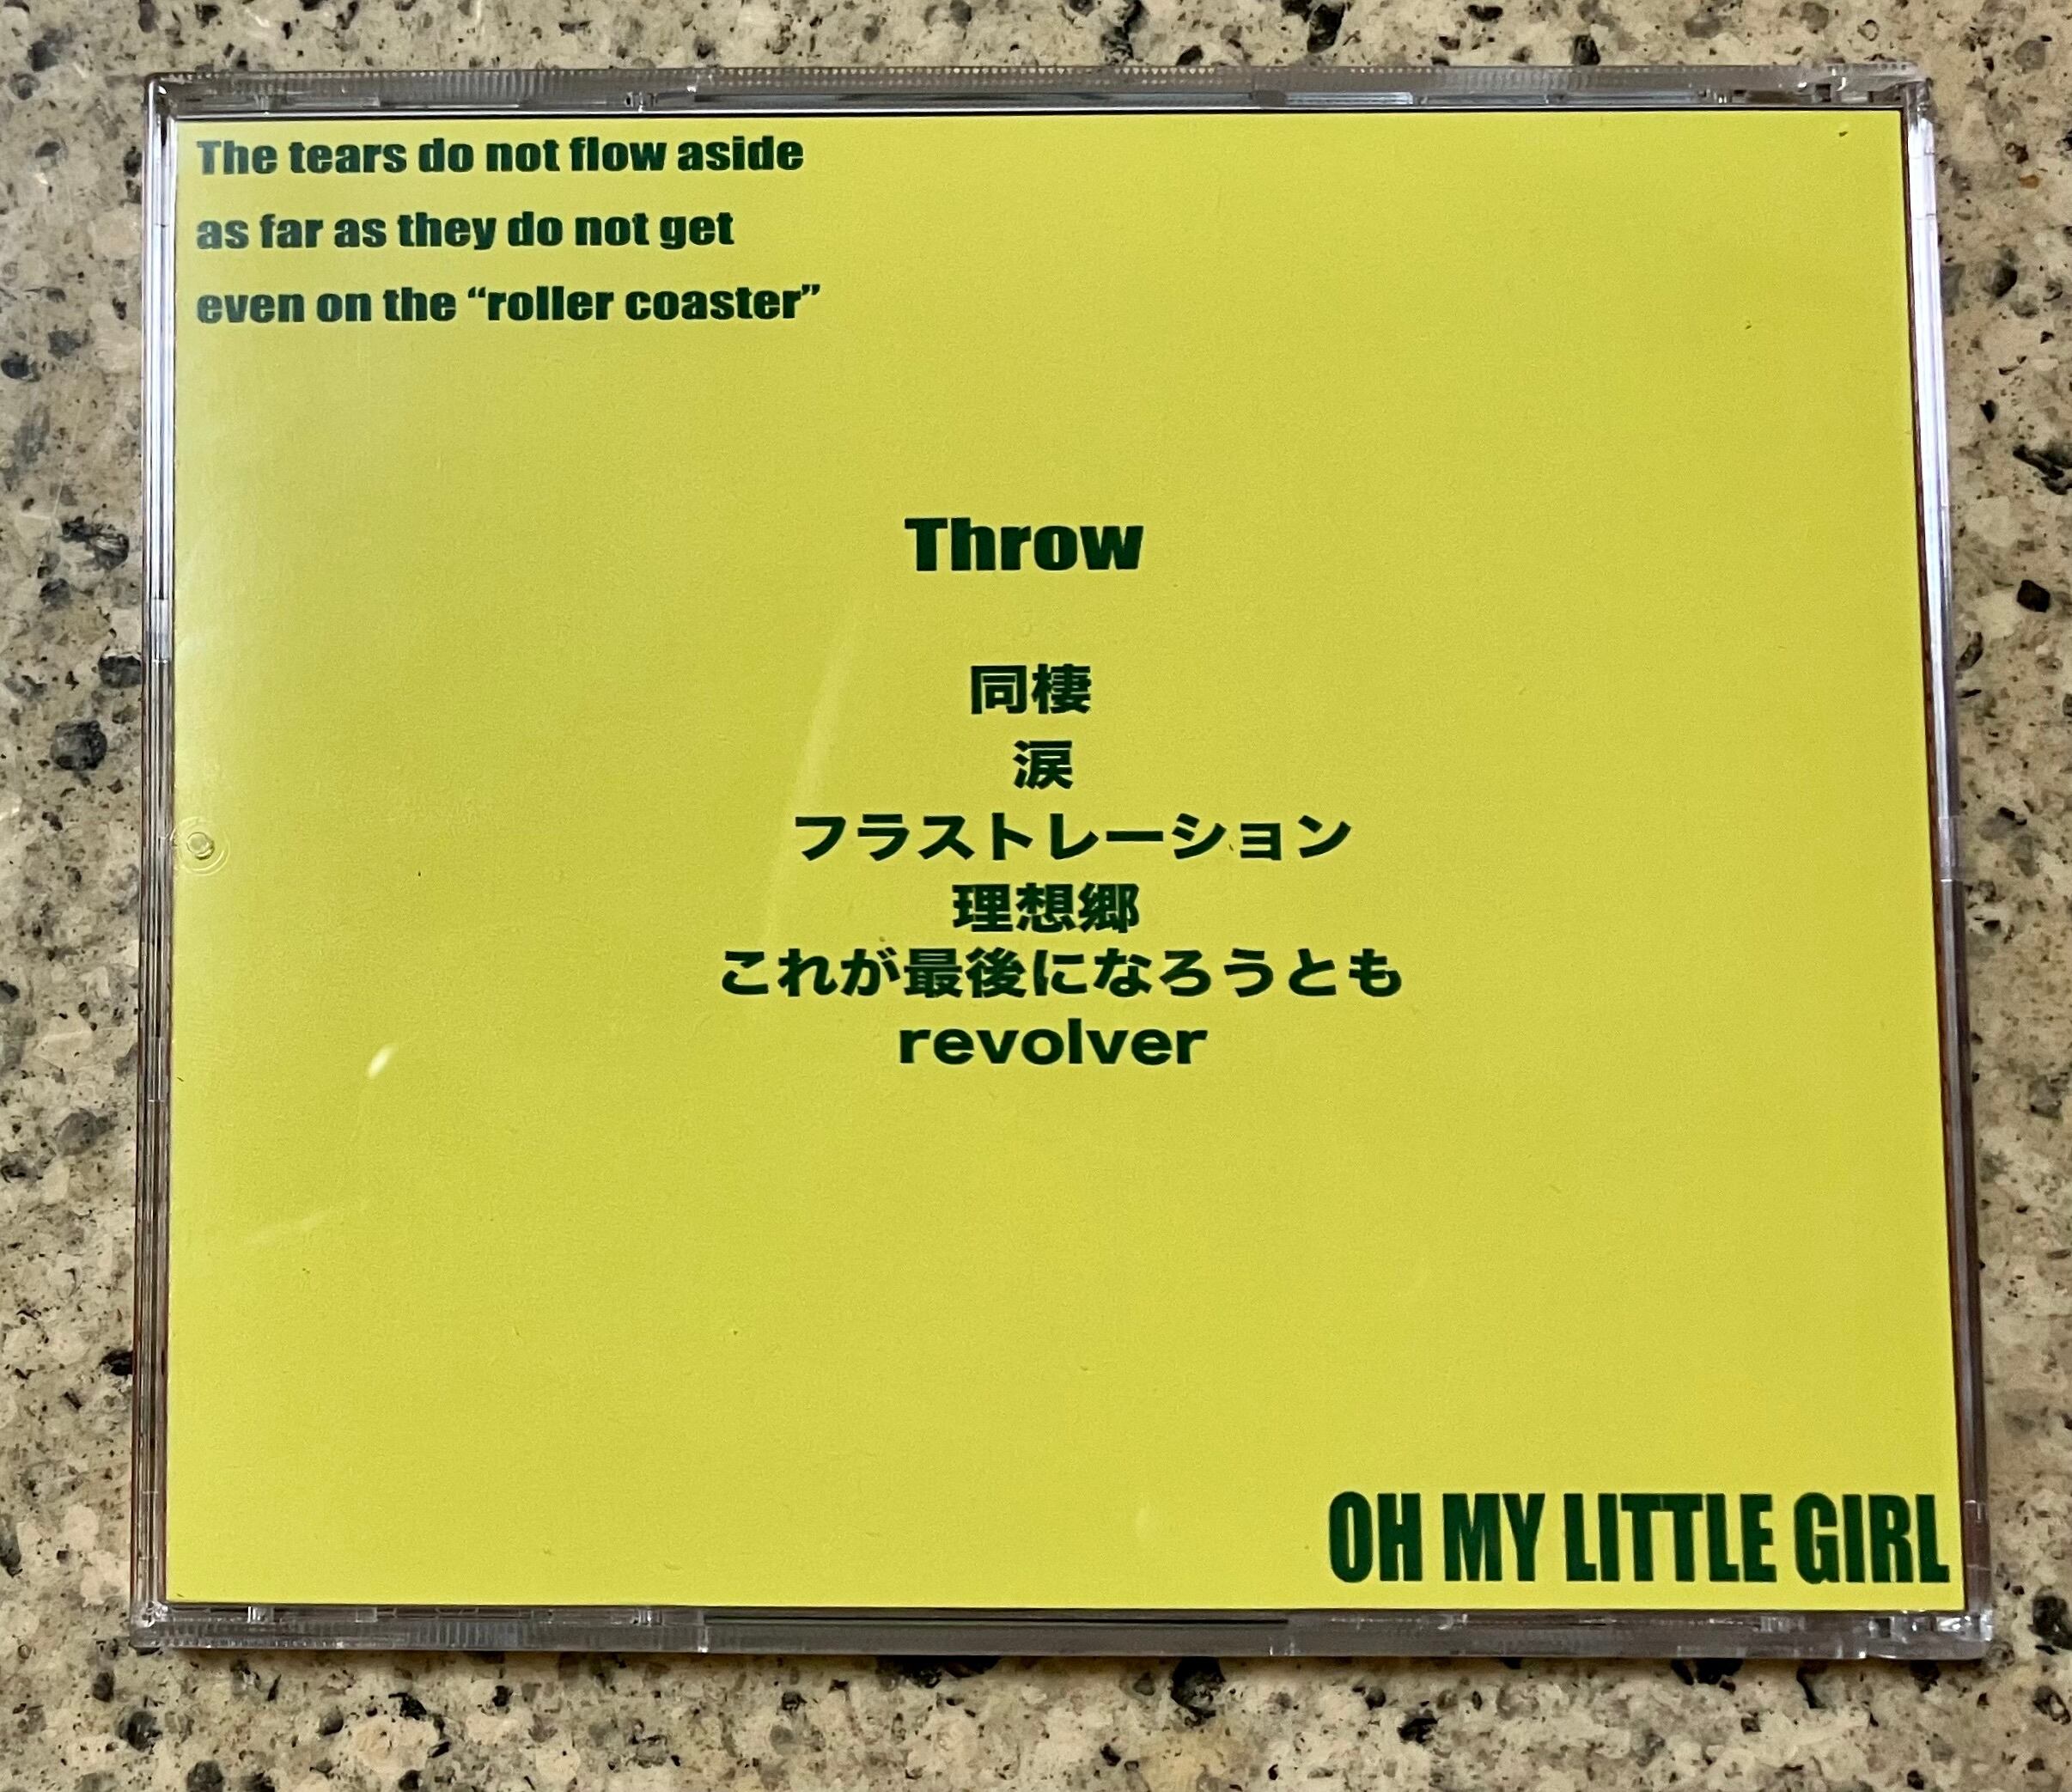 The tears do not flow aside
as far as they do not get
even on the “roller coaster”
Throw
同棲
涙
フラストレーション
理想郷
これが最後になろうとも
revolver
OH MY LITTLE GIRL